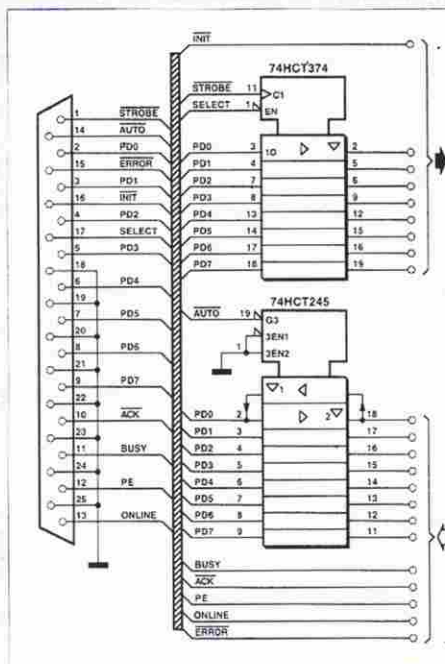 INIT
74HCT374
STROBE 11 C1
SELECT 1 EN
1 STROBE
14 AUTO
2 PD0
15 ERROR
3 PD1
16 INIT
4 PD2
17 SELECT
5 PD3
18
6 PD4
19
7 PD5
20
8 PD6
21
9 PD7
22
10 ACK
23
11 BUSY
24
12 PE
25
13 ONLINE
PD0 3 1D 2
PD1 4 5
PD2 7 6
PD3 8 9
PD4 13 12
PD5 14 15
PD6 17 16
PD7 18 19
74HCT245
AUTO 19 G3
3EN1
1 3EN2
1
PD0 2 2 18
PD1 3 17
PD2 4 16
PD3 5 15
PD4 6 14
PD5 7 13
PD6 8 12
PD7 9 11
BUSY
ACK
PE
ONLINE
ERROR